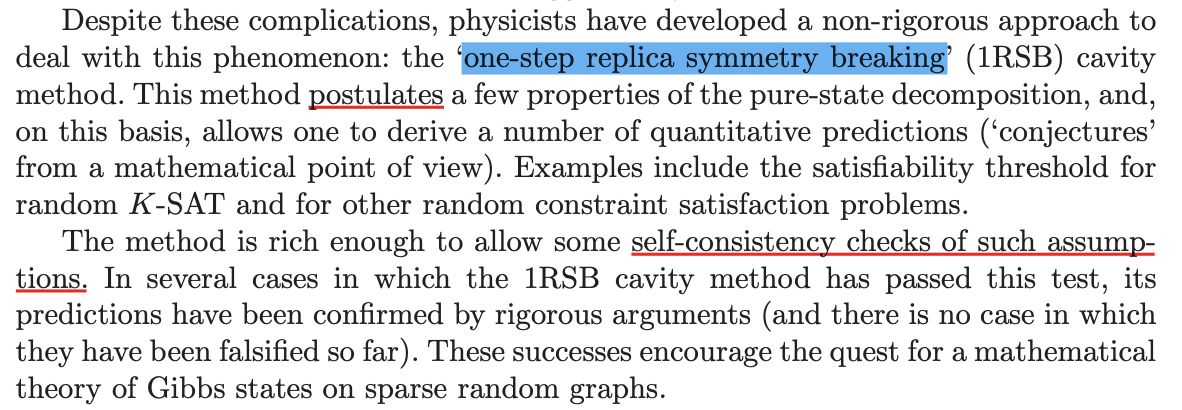 Despite these complications, physicists have developed a non-rigorous approach to
deal with this phenomenon: the ‘one-step replica symmetry breaking’ (1RSB) cavity
method. This method postulates a few properties of the pure-state decomposition, and,
on this basis, allows one to derive a number of quantitative predictions (‘conjectures’
from a mathematical point of view). Examples include the satisfiability threshold for
random K-SAT and for other random constraint satisfaction problems.
The method is rich enough to allow some self-consistency checks of such assump-
tions. In several cases in which the 1RSB cavity method has passed this test, its
predictions have been confirmed by rigorous arguments (and there is no case in which
they have been falsified so far). These successes encourage the quest for a mathematical
theory of Gibbs states on sparse random graphs.